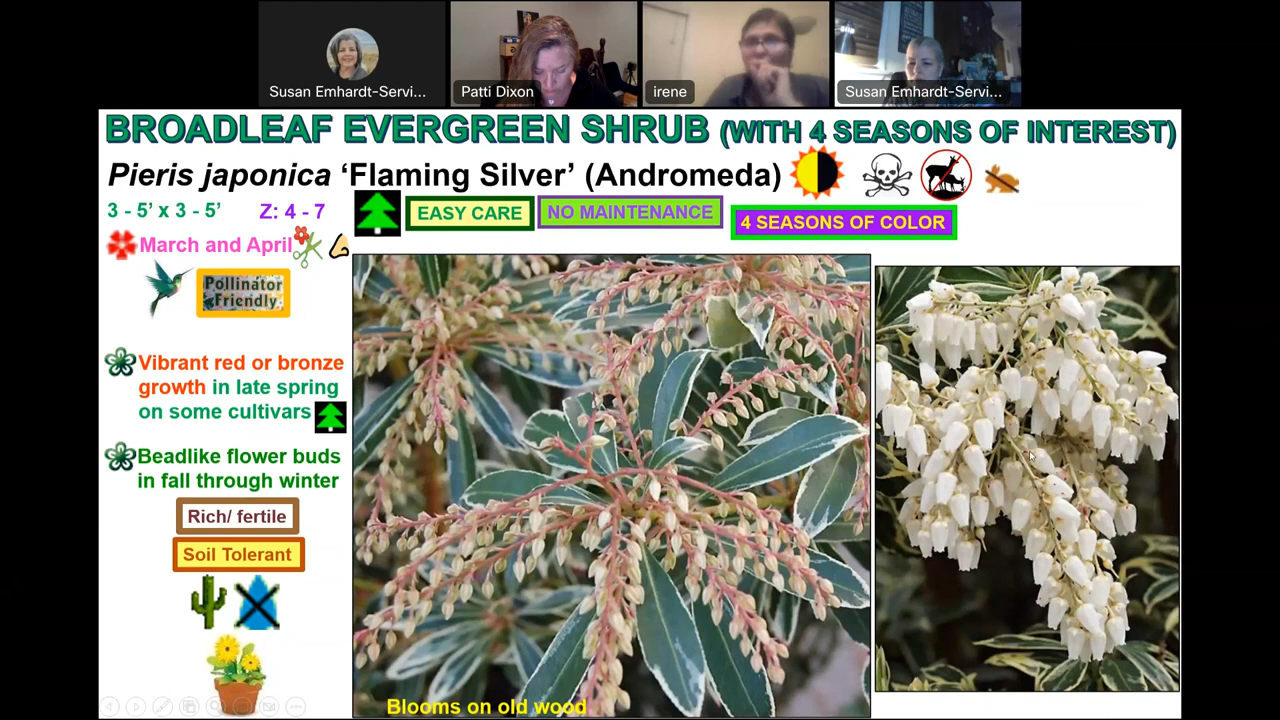 Susan Emhardt-Servi...
Patti Dixon
irene
Susan Emhardt-Servi...
BROADLEAF EVERGREEN SHRUB (WITH 4 SEASONS OF INTEREST)
Pieris japonica ‘Flaming Silver’ (Andromeda)
3 - 5’ x 3 - 5’
Z: 4 - 7
EASY CARE
NO MAINTENANCE
4 SEASONS OF COLOR
March and April
Pollinator
Friendly
Vibrant red or bronze
growth in late spring
on some cultivars
Beadlike flower buds
in fall through winter
Rich/ fertile
Soil Tolerant
Blooms on old wood